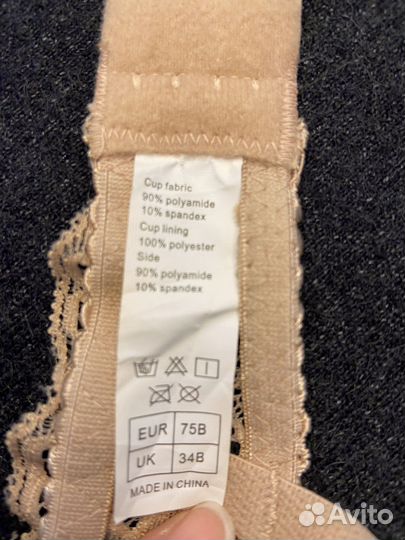 Cup fabric
90% polyamide
10% spandex
Cup lining
100% polyester
Side
90% polyamide
10% spandex
EUR 75B
UK 34B
MADE IN CHINA
Avito